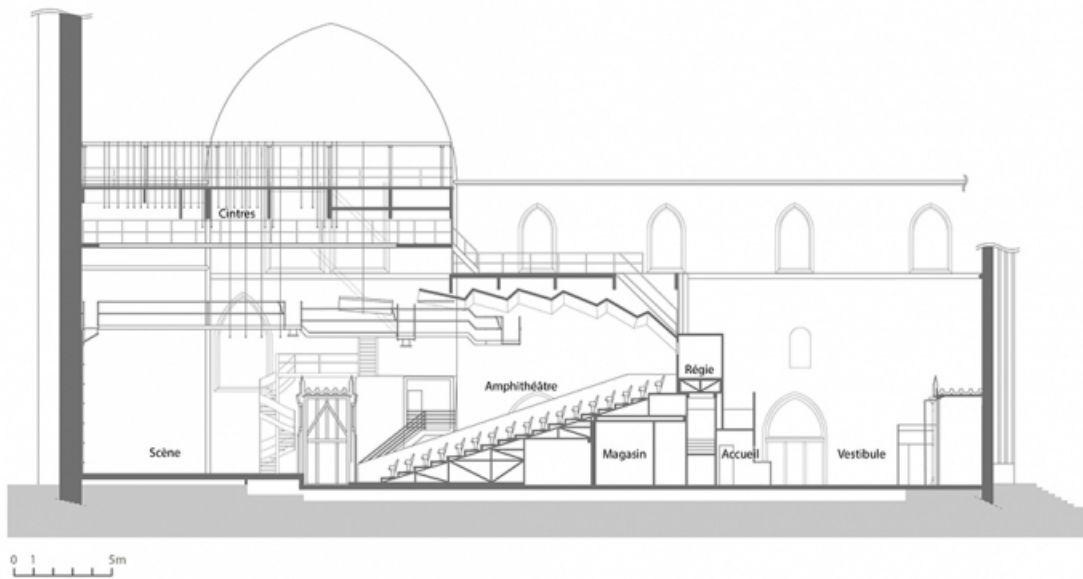 Cintres
Amphithéâtre
Régie
Scène
Magasin
Accueil
Vestibule
0 1 5m